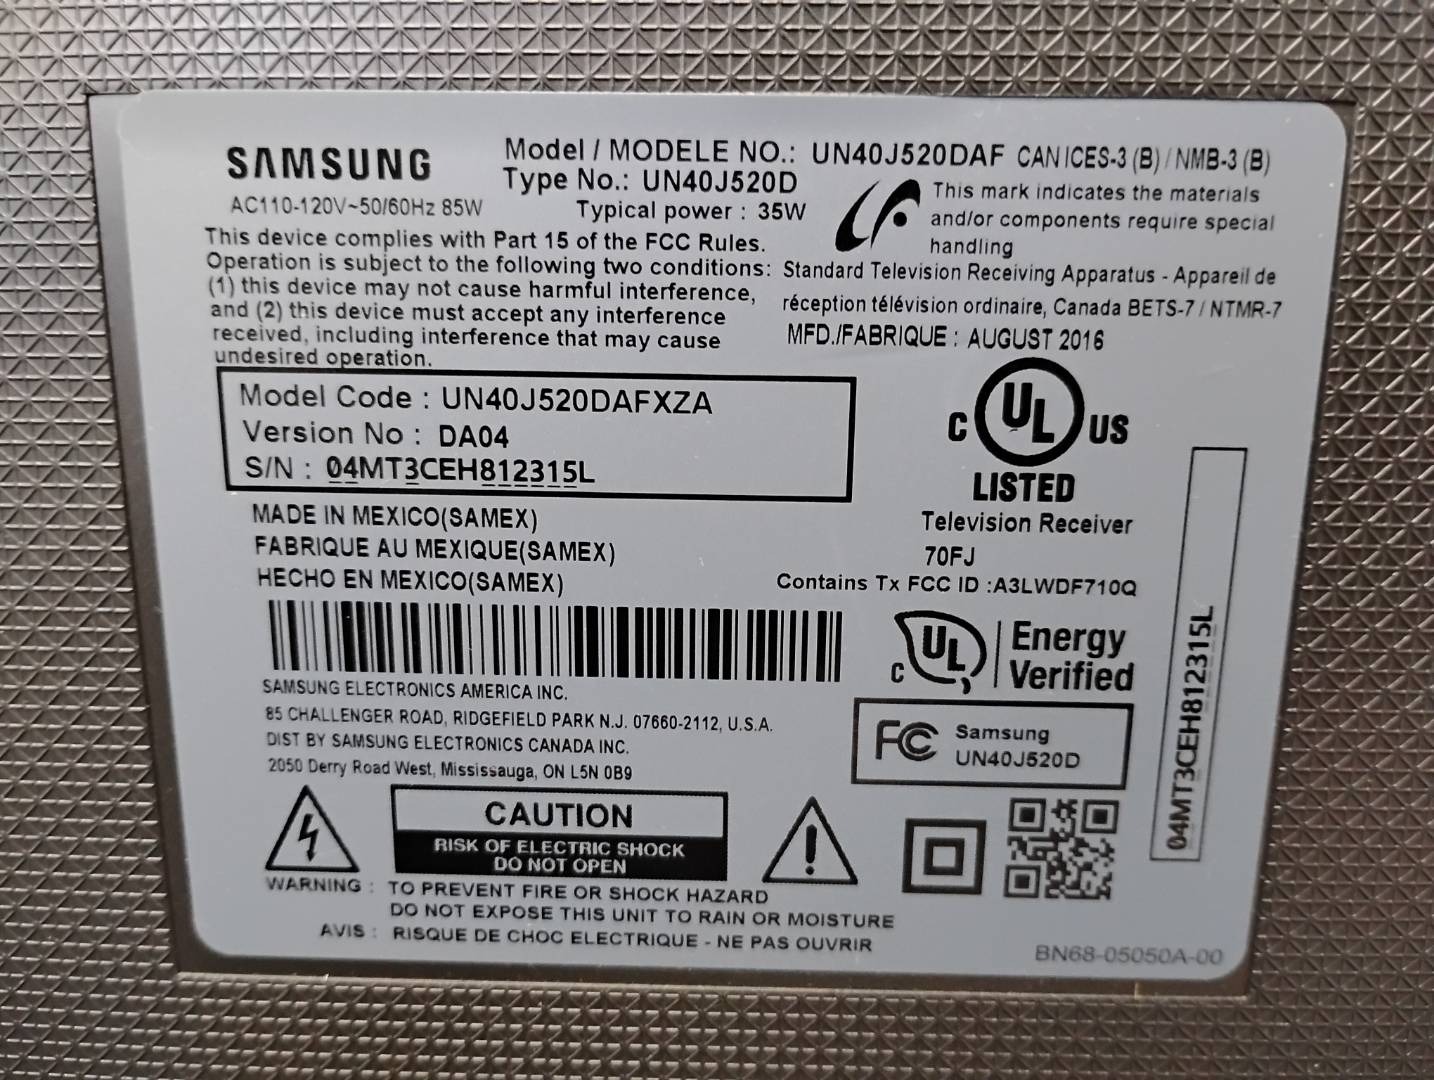 SAMSUNG
AC110-120V~50/60Hz 85W
Model / MODELE NO.: UN40J520DAF CAN ICES-3 (B) / NMB-3 (B)
Type No.: UN40J520D
Typical power : 35W
This mark indicates the materials
and/or components require special
handling
This device complies with Part 15 of the FCC Rules.
Operation is subject to the following two conditions:
(1) this device may not cause harmful interference,
and (2) this device must accept any interference
received, including interference that may cause
undesired operation.
Standard Television Receiving Apparatus - Appareil de
réception télévision ordinaire, Canada BETS-7 / NTMR-7
MFD./FABRIQUE : AUGUST 2016
Model Code : UN40J520DAFXZA
Version No : DA04
S/N : 04MT3CEH812315L
C UL US
LISTED
Television Receiver
70FJ
Contains Tx FCC ID :A3LWDF710Q
MADE IN MEXICO(SAMEX)
FABRIQUE AU MEXIQUE(SAMEX)
HECHO EN MEXICO(SAMEX)
C UL Energy
Verified
SAMSUNG ELECTRONICS AMERICA INC.
85 CHALLENGER ROAD, RIDGEFIELD PARK N.J. 07660-2112, U.S.A.
DIST BY SAMSUNG ELECTRONICS CANADA INC.
2050 Derry Road West, Mississauga, ON L5N 0B9
FC Samsung
UN40J520D
04MT3CEH812315L
CAUTION
RISK OF ELECTRIC SHOCK
DO NOT OPEN
WARNING : TO PREVENT FIRE OR SHOCK HAZARD
DO NOT EXPOSE THIS UNIT TO RAIN OR MOISTURE
AVIS : RISQUE DE CHOC ELECTRIQUE - NE PAS OUVRIR
BN68-05050A-00